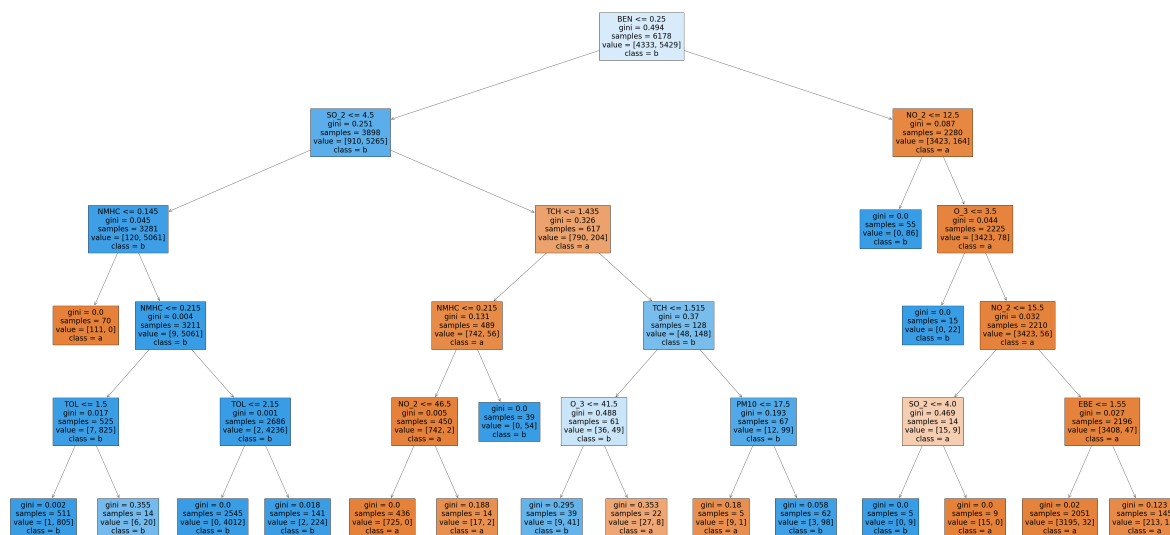 BEN <= 0.25
gini = 0.494
samples = 6178
value = [4333, 5429]
class = b
SO_2 <= 4.5
gini = 0.251
samples = 3898
value = [910, 5265]
class = b
NO_2 <= 12.5
gini = 0.087
samples = 2280
value = [3423, 164]
class = a
NMHC <= 0.145
gini = 0.045
samples = 3281
value = [120, 5061]
class = b
TCH <= 1.435
gini = 0.326
samples = 617
value = [790, 204]
class = a
gini = 0.0
samples = 55
value = [0, 86]
class = b
O_3 <= 3.5
gini = 0.044
samples = 2225
value = [3423, 78]
class = a
gini = 0.0
samples = 70
value = [111, 0]
class = a
NMHC <= 0.215
gini = 0.004
samples = 3211
value = [9, 5061]
class = b
NMHC <= 0.215
gini = 0.131
samples = 489
value = [742, 56]
class = a
TCH <= 1.515
gini = 0.37
samples = 128
value = [48, 148]
class = b
gini = 0.0
samples = 15
value = [0, 22]
class = b
NO_2 <= 15.5
gini = 0.032
samples = 2210
value = [3423, 56]
class = a
TOL <= 1.5
gini = 0.017
samples = 525
value = [7, 825]
class = b
TOL <= 2.15
gini = 0.001
samples = 2686
value = [2, 4236]
class = b
NO_2 <= 46.5
gini = 0.005
samples = 450
value = [742, 2]
class = a
gini = 0.0
samples = 39
value = [0, 54]
class = b
O_3 <= 41.5
gini = 0.488
samples = 61
value = [36, 49]
class = b
PM10 <= 17.5
gini = 0.193
samples = 67
value = [12, 99]
class = b
SO_2 <= 4.0
gini = 0.469
samples = 14
value = [15, 9]
class = a
EBE <= 1.55
gini = 0.027
samples = 2196
value = [3408, 47]
class = a
gini = 0.002
samples = 511
value = [1, 805]
class = b
gini = 0.355
samples = 14
value = [6, 20]
class = b
gini = 0.0
samples = 2545
value = [0, 4012]
class = b
gini = 0.018
samples = 141
value = [2, 224]
class = b
gini = 0.0
samples = 436
value = [725, 0]
class = a
gini = 0.188
samples = 14
value = [17, 2]
class = a
gini = 0.295
samples = 39
value = [9, 41]
class = b
gini = 0.353
samples = 22
value = [27, 8]
class = a
gini = 0.18
samples = 5
value = [9, 1]
class = a
gini = 0.058
samples = 62
value = [3, 98]
class = b
gini = 0.0
samples = 5
value = [0, 9]
class = b
gini = 0.0
samples = 9
value = [15, 0]
class = a
gini = 0.02
samples = 2051
value = [3195, 32]
class = a
gini = 0.123
samples = 145
value = [213, 1
class = a